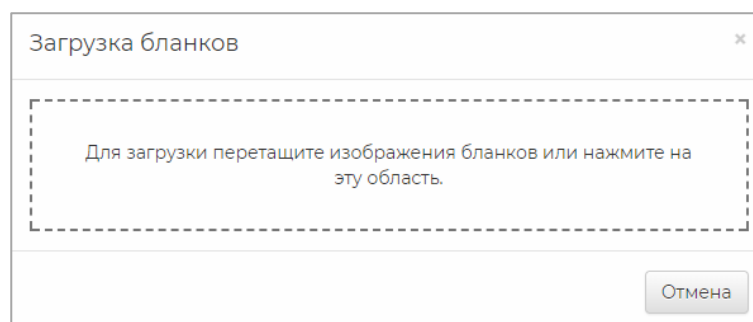 Загрузка бланков
×
Для загрузки перетащите изображения бланков или нажмите на
эту область.
Отмена